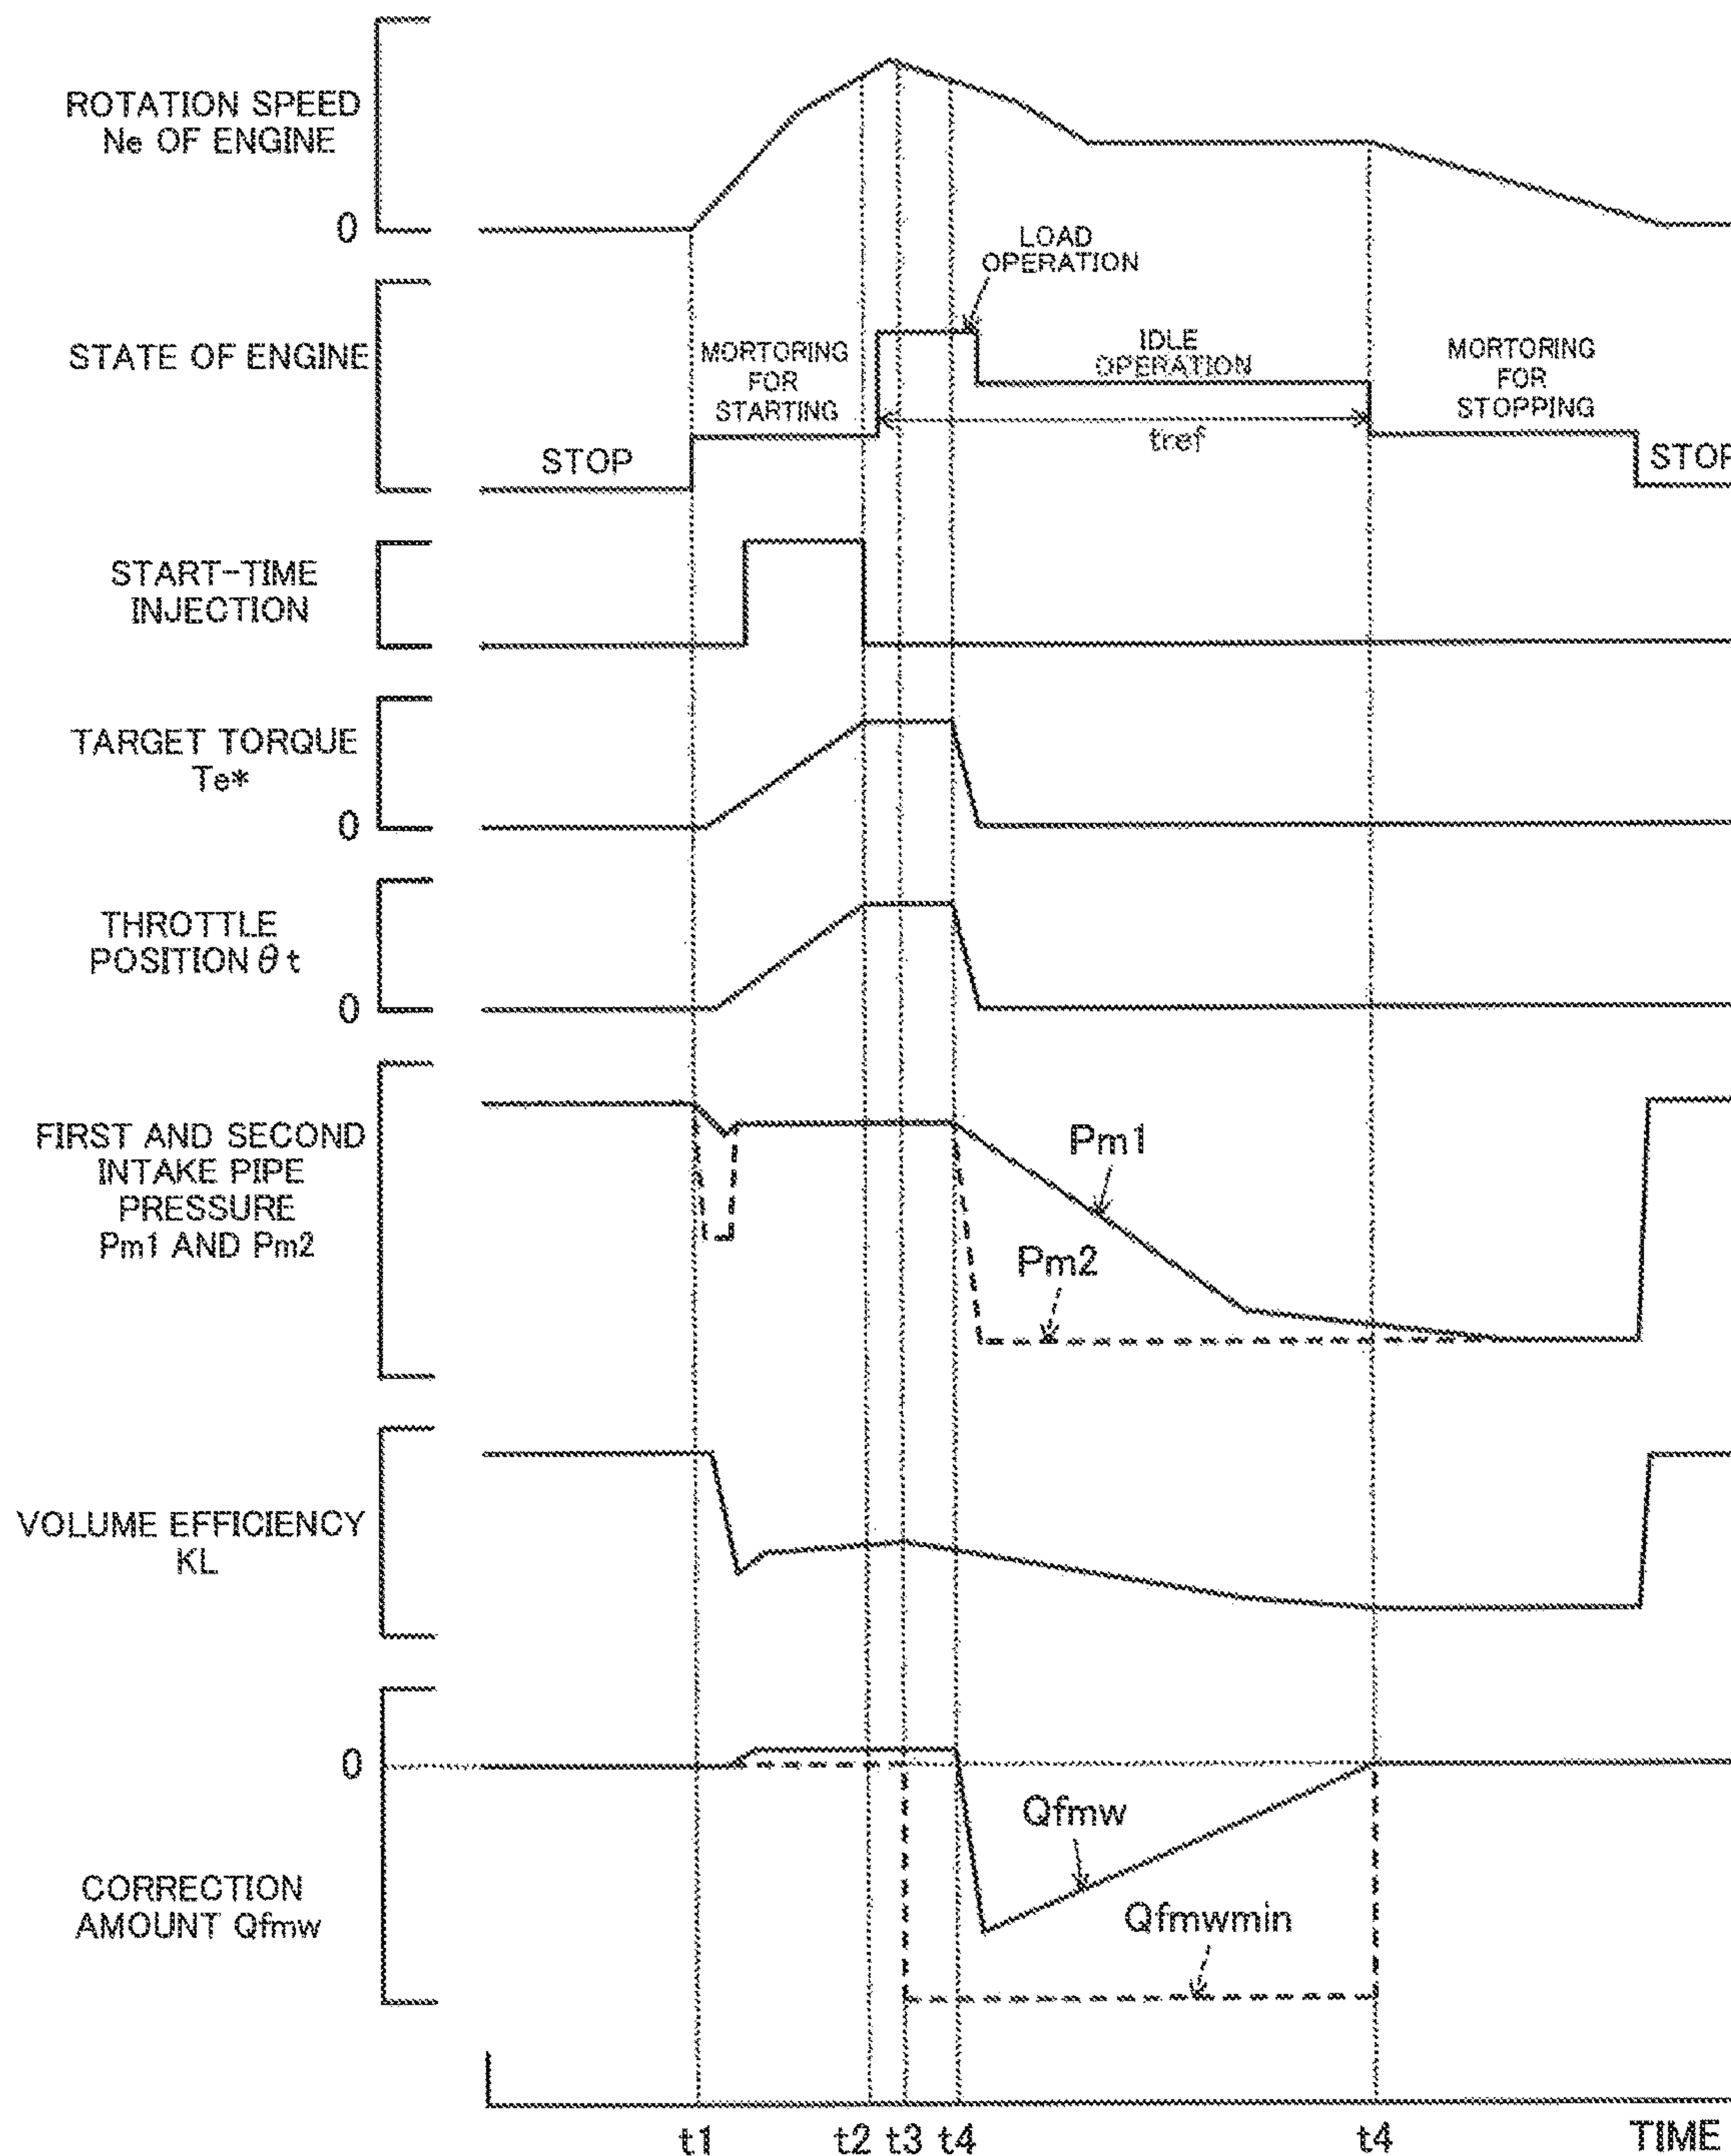 ROTATION SPEED
Ne OF ENGINE
0
LOAD
OPERATION
STATE OF ENGINE
STOP
MORTORING
FOR
STARTING
IDLE
OPERATION
tref
MORTORING
FOR
STOPPING
STOP
START-TIME
INJECTION
TARGET TORQUE
Te*
0
THROTTLE
POSITION θt
0
FIRST AND SECOND
INTAKE PIPE
PRESSURE
Pm1 AND Pm2
Pm1
Pm2
VOLUME EFFICIENCY
KL
0
CORRECTION
AMOUNT Qfmw
Qfmw
Qfmwmin
t1 t2 t3 t4 t4 TIME